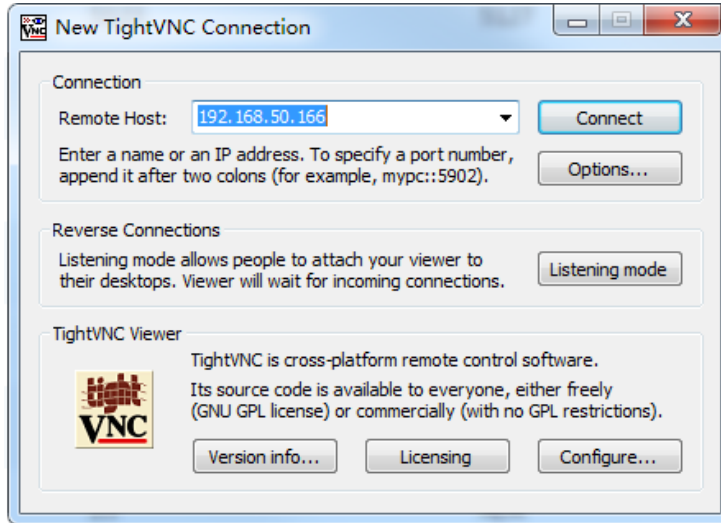 New TightVNC Connection
Connection
Remote Host: 192.168.50.166
Connect
Enter a name or an IP address. To specify a port number,
append it after two colons (for example, mypc::5902).
Options...
Reverse Connections
Listening mode allows people to attach your viewer to
their desktops. Viewer will wait for incoming connections.
Listening mode
TightVNC Viewer
tight
VNC
TightVNC is cross-platform remote control software.
Its source code is available to everyone, either freely
(GNU GPL license) or commercially (with no GPL restrictions).
Version info...
Licensing
Configure...